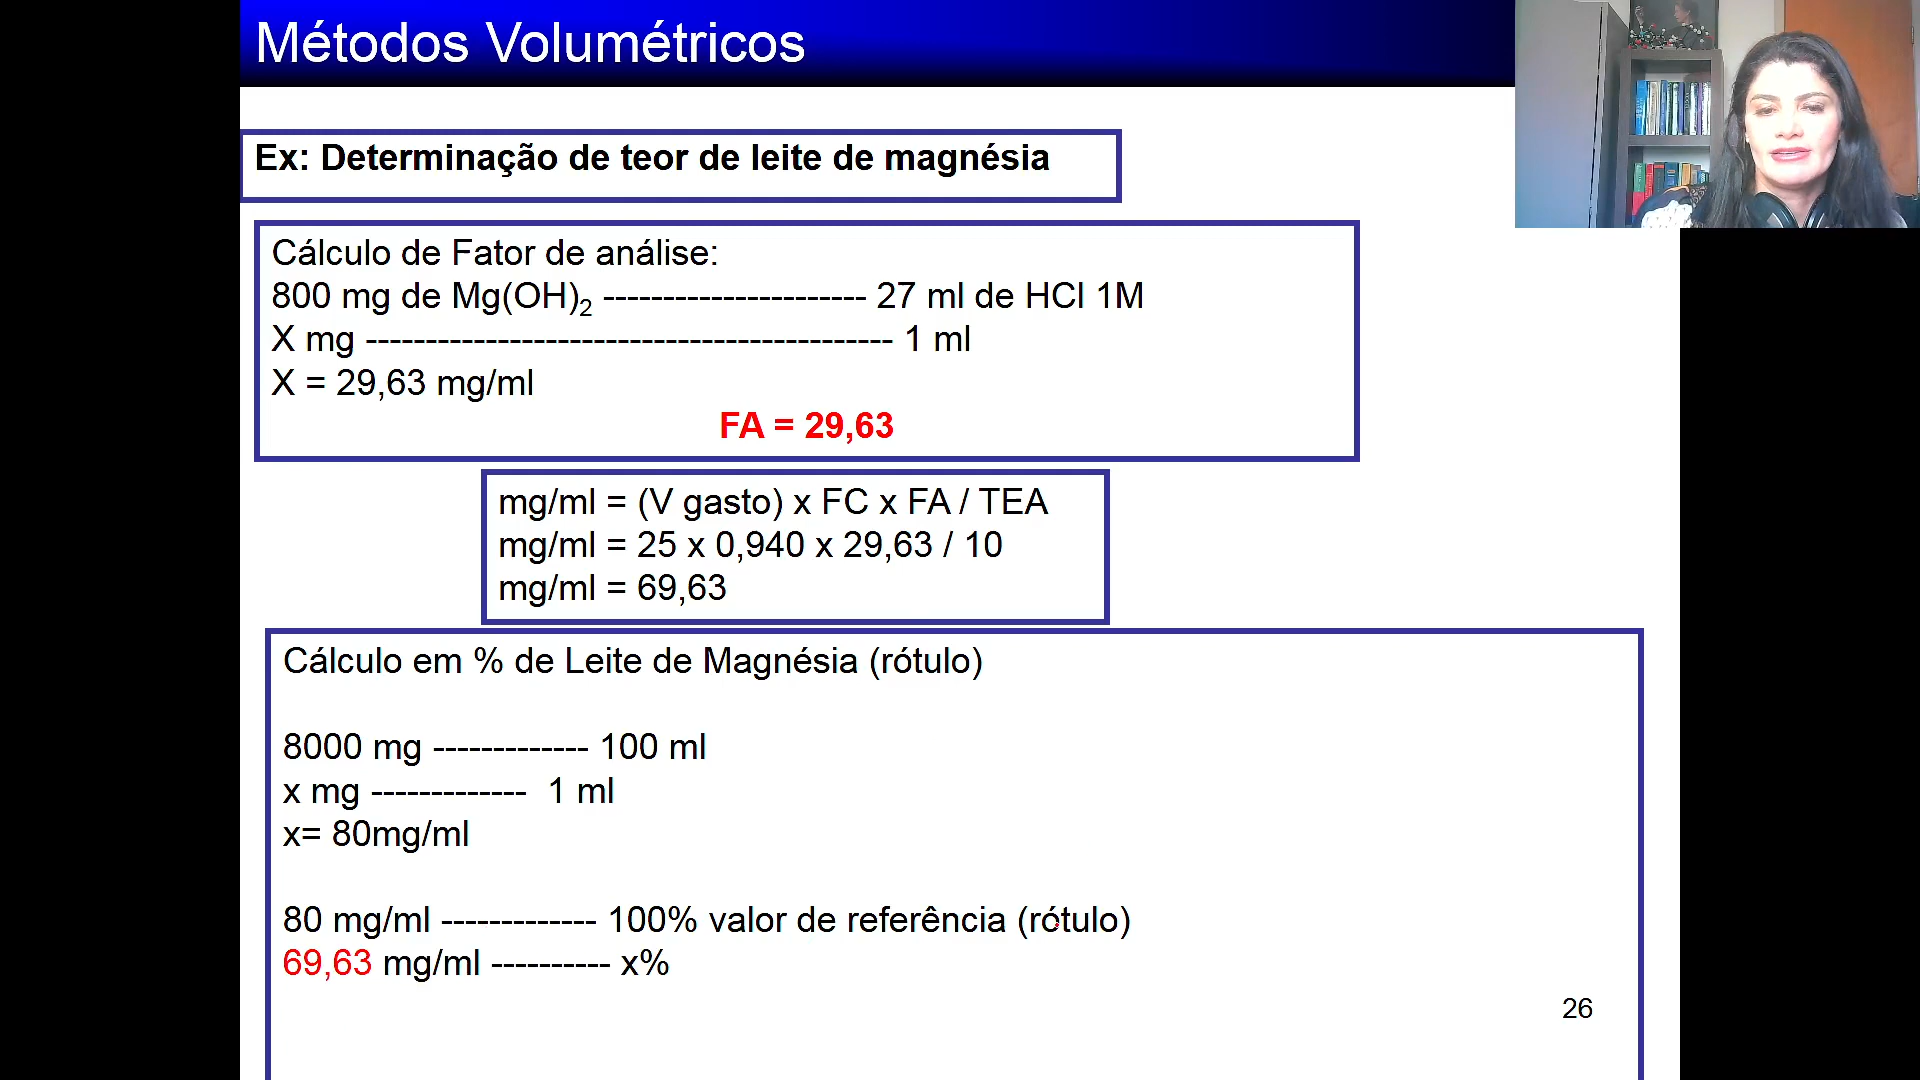 Métodos Volumétricos
Ex: Determinação de teor de leite de magnésia
Cálculo de Fator de análise:
800 mg de Mg(OH)₂ ---------------------- 27 ml de HCl 1M
X mg -------------------------------------------- 1 ml
X = 29,63 mg/ml
FA = 29,63
mg/ml = (V gasto) x FC x FA / TEA
mg/ml = 25 x 0,940 x 29,63 / 10
mg/ml = 69,63
Cálculo em % de Leite de Magnésia (rótulo)
8000 mg ------------- 100 ml
x mg ------------- 1 ml
x= 80mg/ml
80 mg/ml ------------- 100% valor de referência (rótulo)
69,63 mg/ml ---------- x%
26